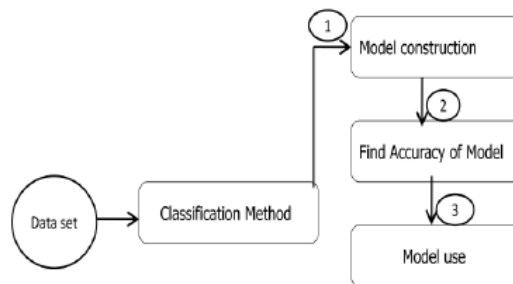 Data set
Classification Method
1
Model construction
2
Find Accuracy of Model
3
Model use